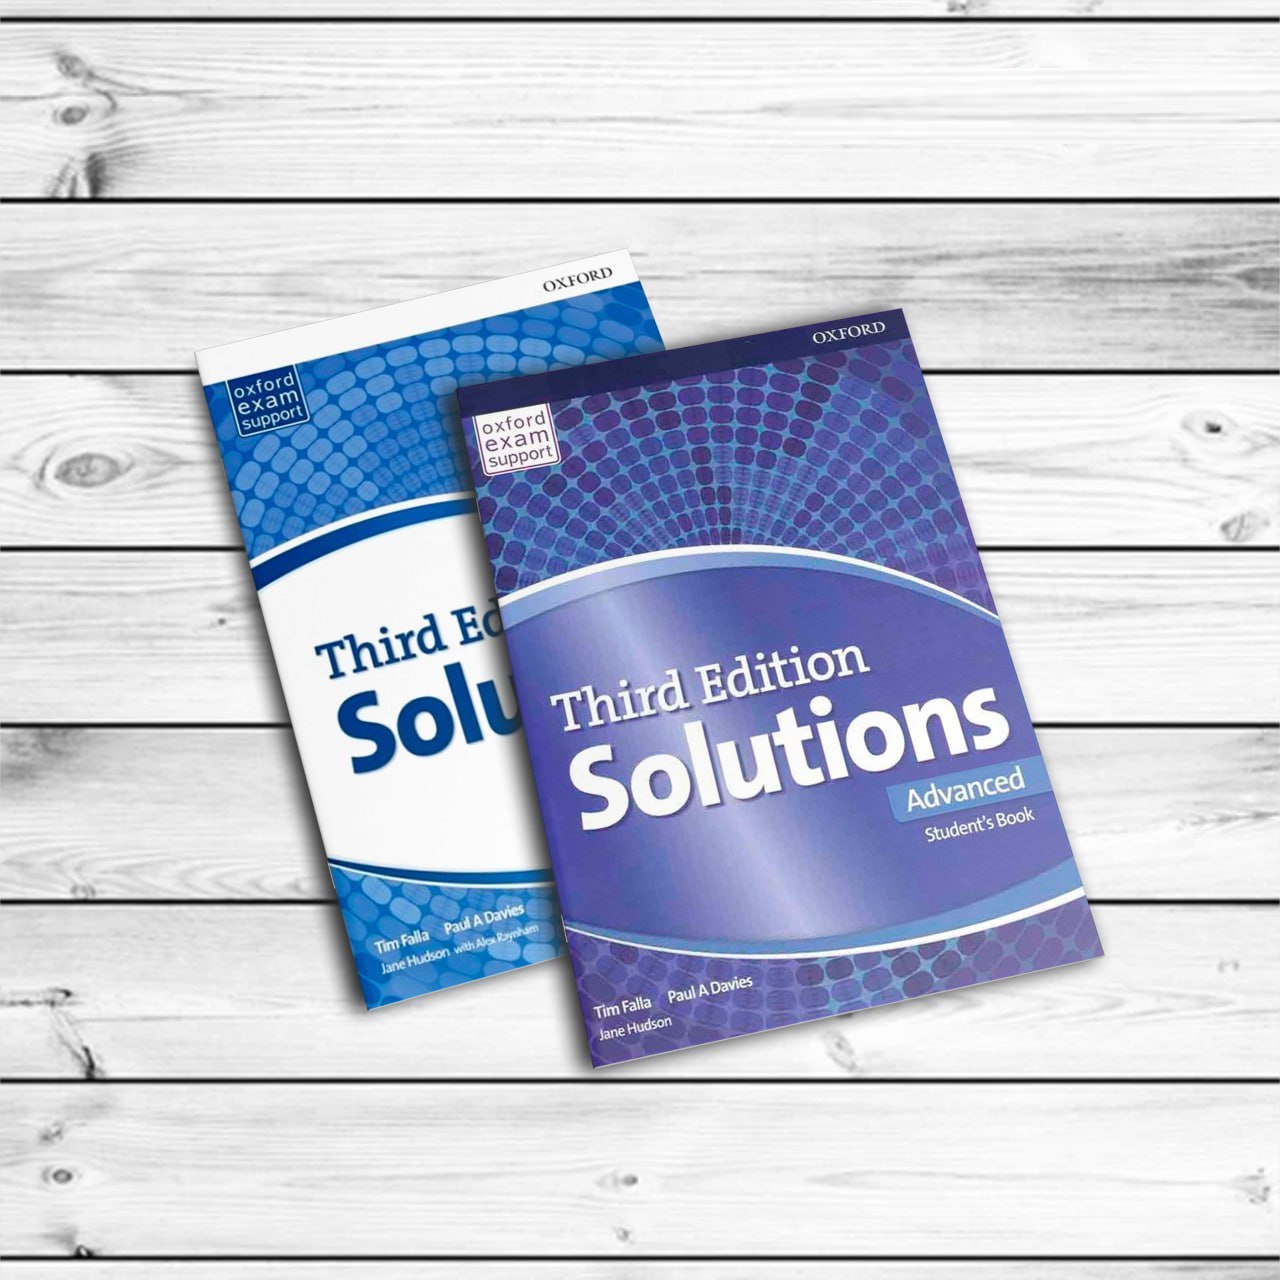 OXFORD
oxford
exam
support
Third Ed
Solu
Tim Falla Paul A Davies
Jane Hudson with Alex Raynham
OXFORD
oxford
exam
support
Third Edition
Solutions
Advanced
Student's Book
Tim Falla Paul A Davies
Jane Hudson